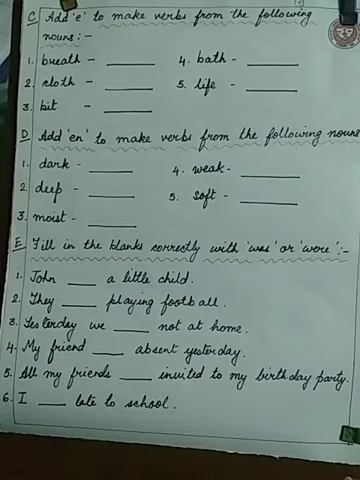 C Add 'e' to make verbs from the following
nouns:-
1. breath - ______ 4. bath - ______
2. cloth - ______ 5. life - ______
3. bit - ______
D Add 'en' to make verbs from the following nouns
1. dark - ______ 4. weak - ______
2. deep - ______ 5. soft - ______
3. moist - ______
E Fill in the blanks correctly with 'was' or 'were' :-
1. John ___ a little child.
2. They ___ playing football.
3. Yesterday we ___ not at home.
4. My friend ___ absent yesterday.
5. All my friends ___ invited to my birthday party.
6. I ___ late to school.